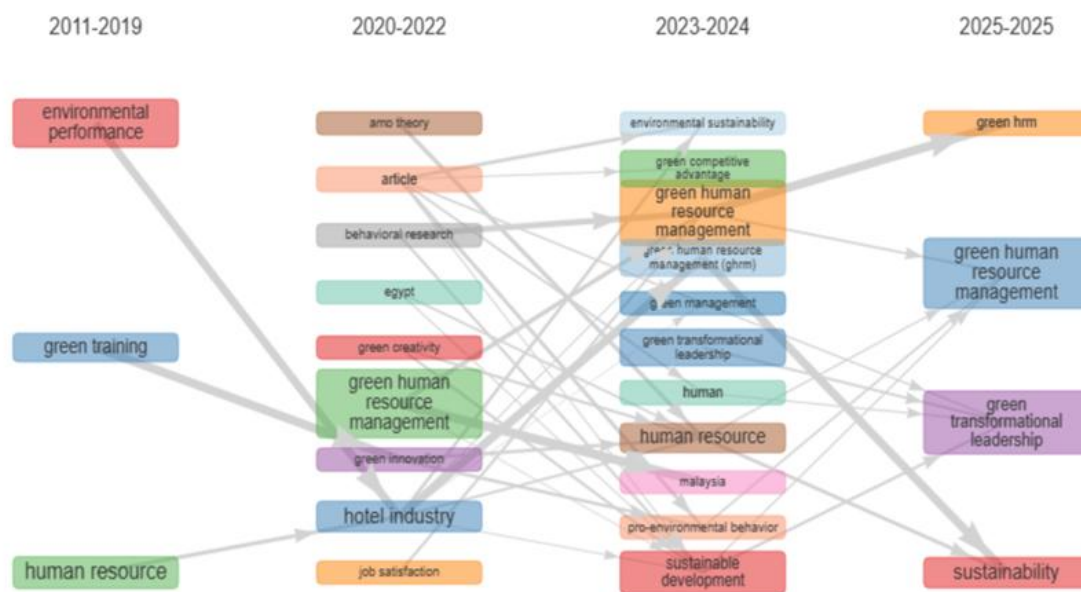 2011-2019
2020-2022
2023-2024
2025-2025
environmental
performance
green training
human resource
amo theory
article
behavioral research
egypt
green creativity
green human
resource
management
green innovation
hotel industry
job satisfaction
environmental sustainability
green competitive
advantage
green human
resource
management
green human resource
management (ghrm)
green management
green transformational
leadership
human
human resource
malaysia
pro-environmental behavior
sustainable
development
green hrm
green human
resource
management
green
transformational
leadership
sustainability